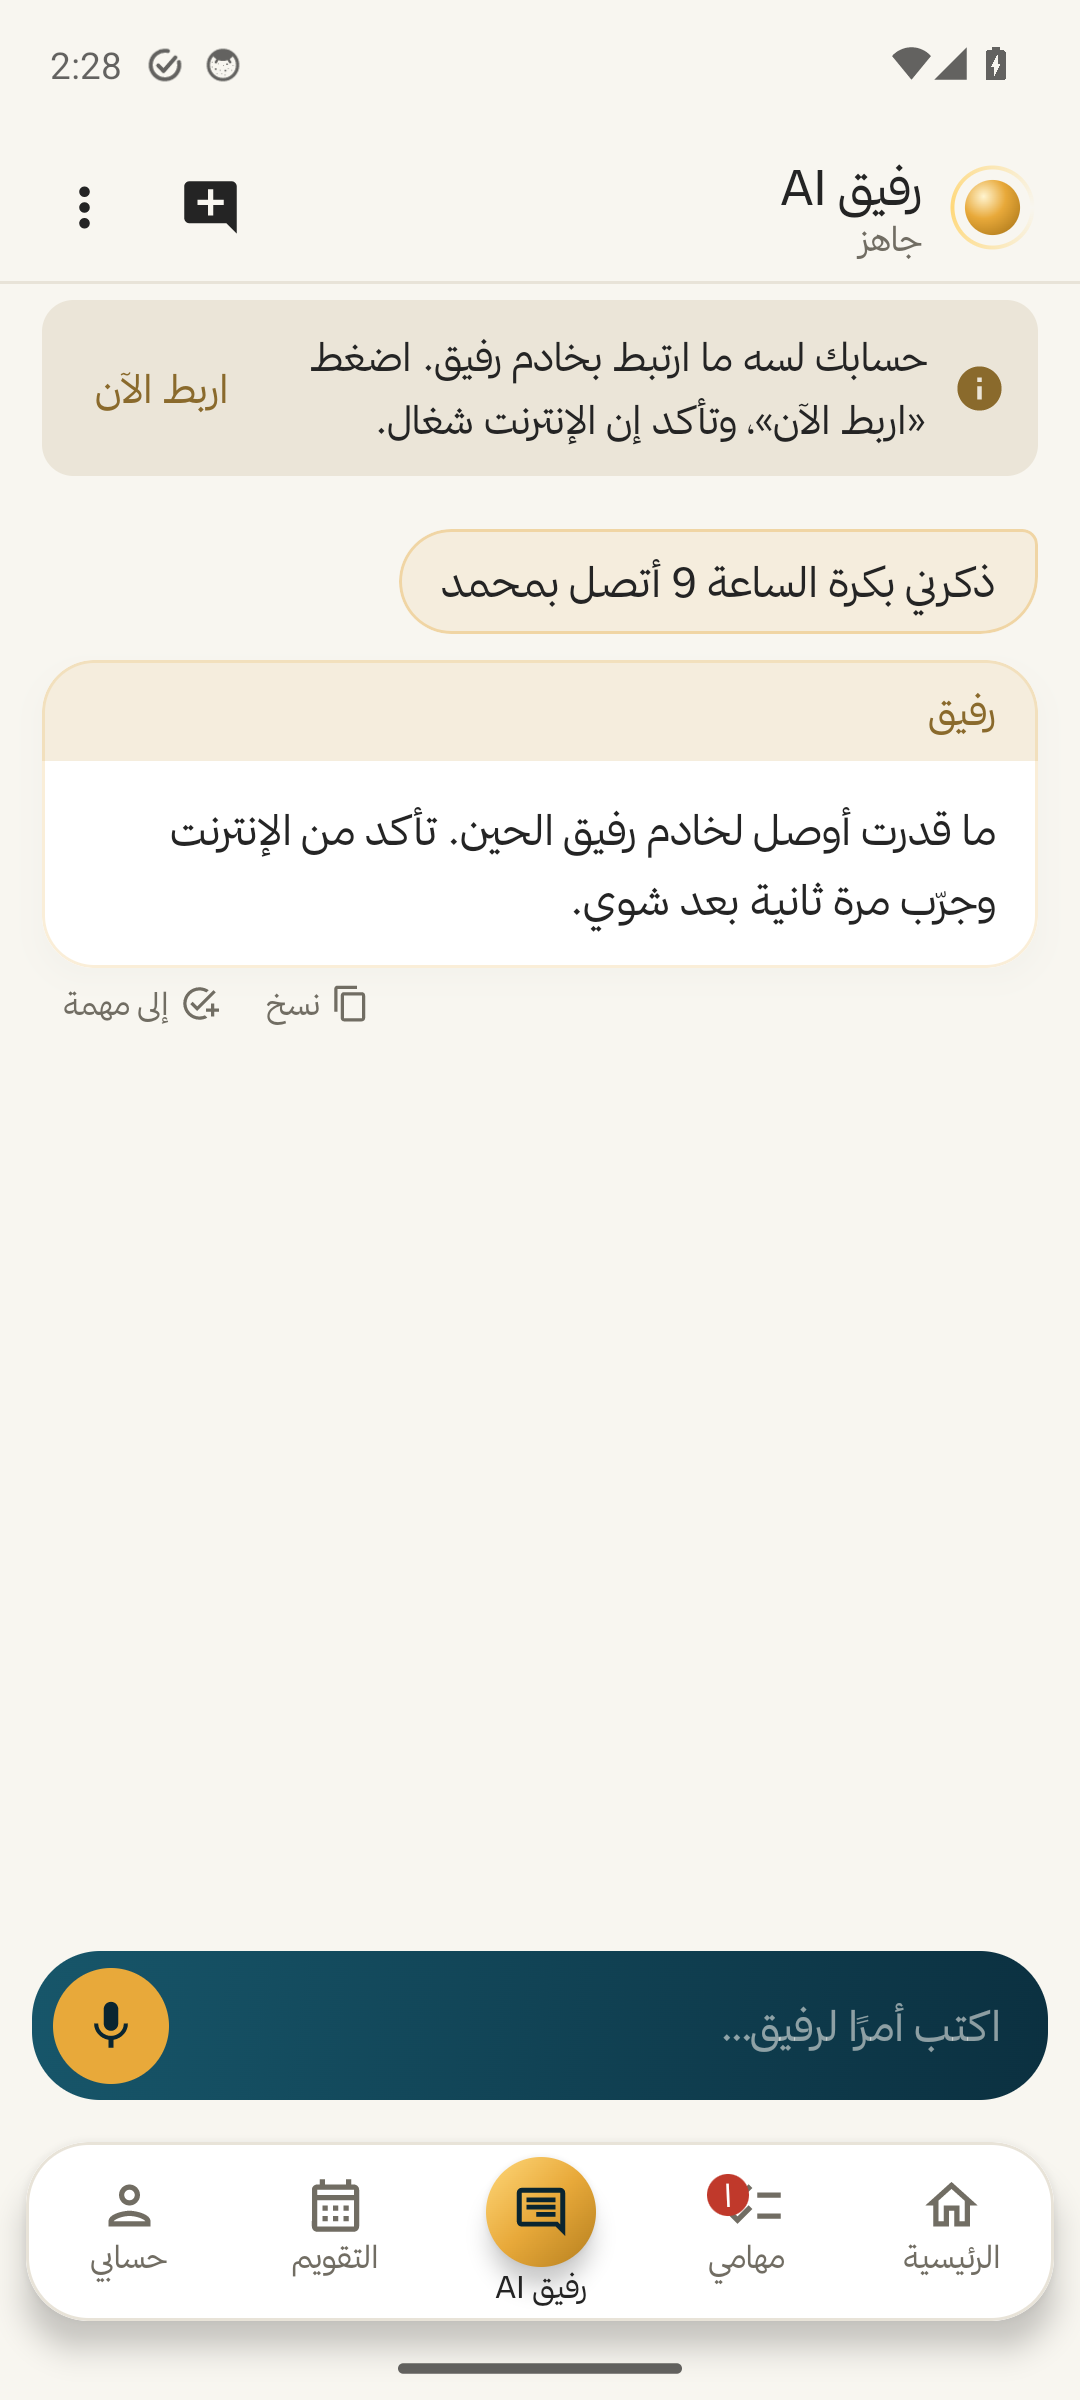 2:28
رفيق AI
جاهز
حسابك لسه ما ارتبط بخادم رفيق. اضغط
«اربط الآن»، وتأكد إن الإنترنت شغال.
اربط الآن
ذكرني بكرة الساعة 9 أتصل بمحمد
رفيق
ما قدرت أوصل لخادم رفيق الحين. تأكد من الإنترنت
وجرّب مرة ثانية بعد شوي.
نسخ
إلى مهمة
اكتب أمرًا لرفيق...
الرئيسية
١
مهامي
رفيق AI
التقويم
حسابي